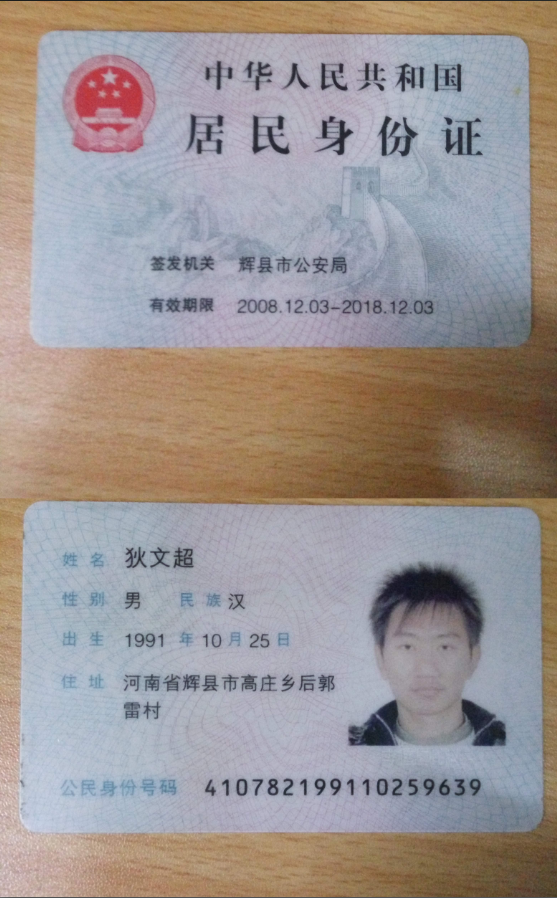 中华人民共和国
居民身份证
签发机关 辉县市公安局
有效期限 2008.12.03-2018.12.03
姓名 狄文超
性别 男 民族 汉
出生 1991 年 10 月 25 日
住址 河南省辉县市高庄乡后郭
雷村
公民身份号码 410782199110259639